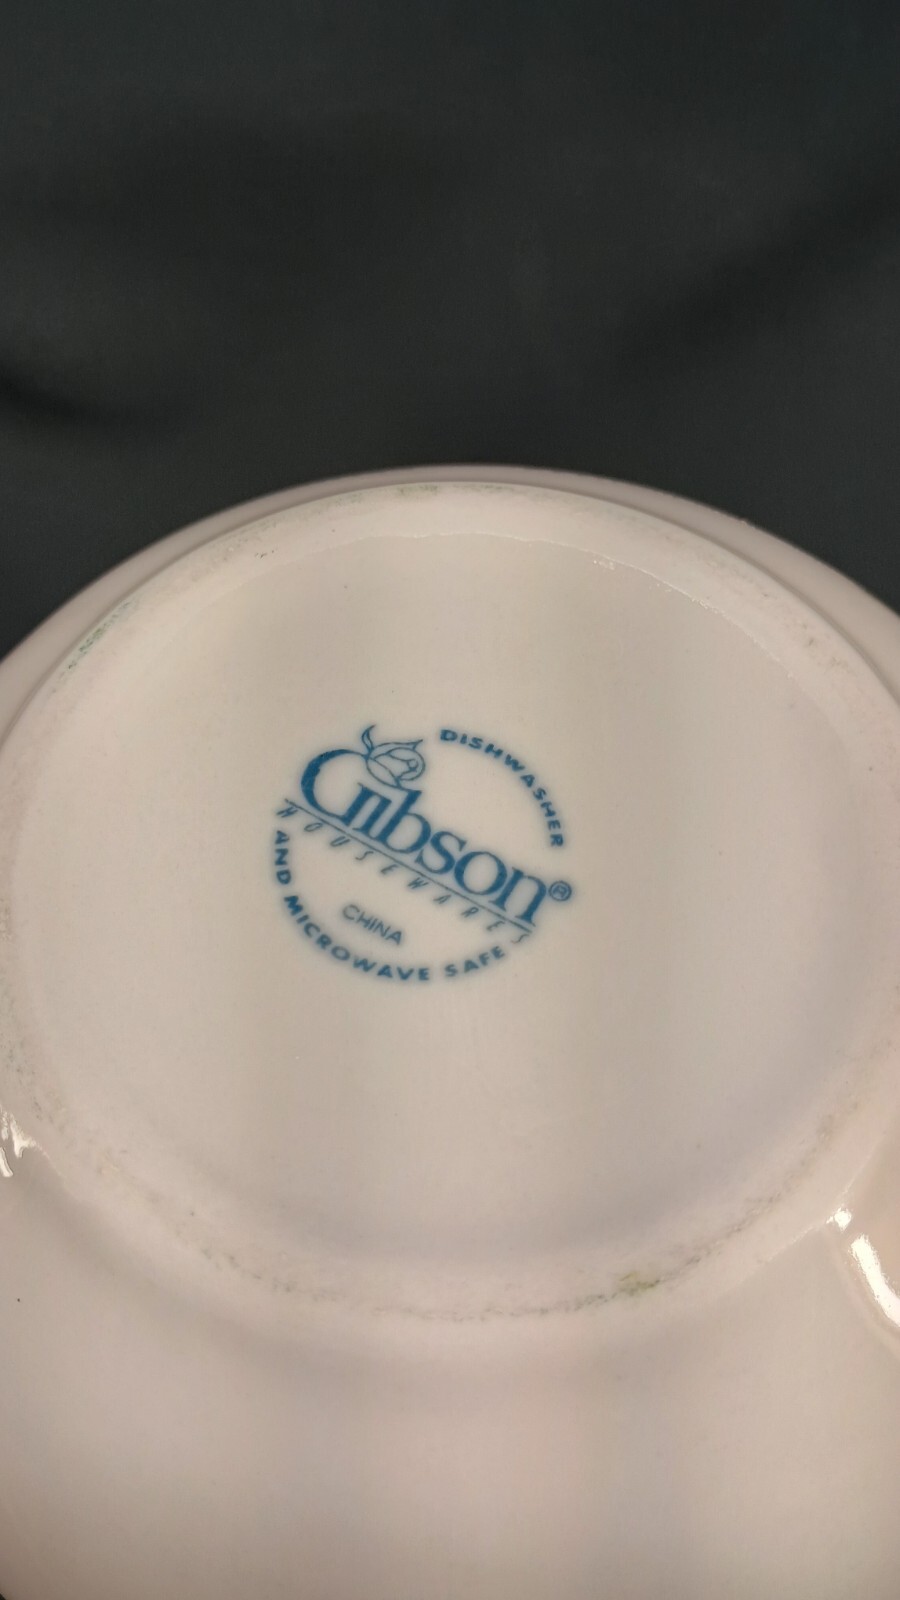 DISHWASHER
Gibson®
HOUSEWARES
CHINA
AND MICROWAVE SAFE